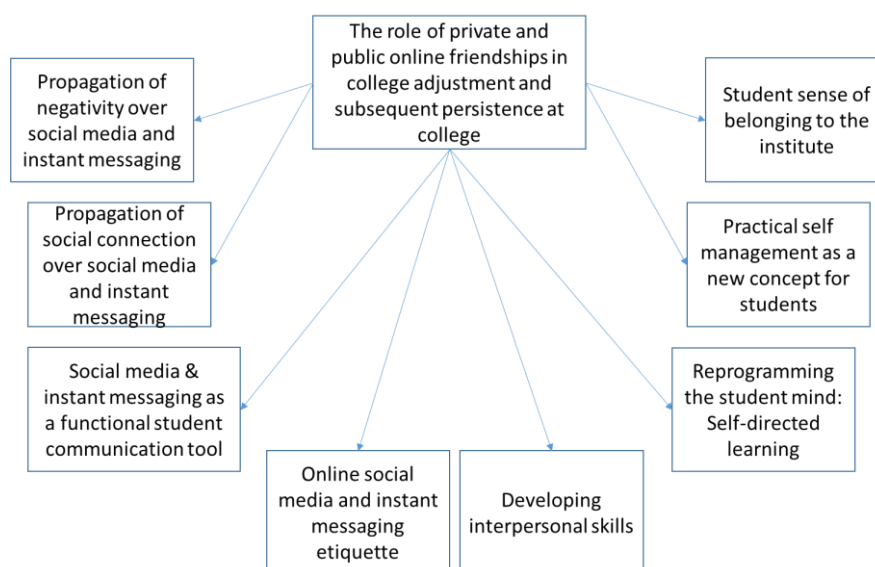 The role of private and
public online friendships in
college adjustment and
subsequent persistence at
college
Propagation of
negativity over
social media and
instant messaging
Student sense of
belonging to the
institute
Propagation of
social connection
over social media
and instant
messaging
Practical self
management as a
new concept for
students
Social media &
instant messaging as
a functional student
communication tool
Reprogramming
the student mind:
Self-directed
learning
Online social
media and instant
messaging
etiquette
Developing
interpersonal skills